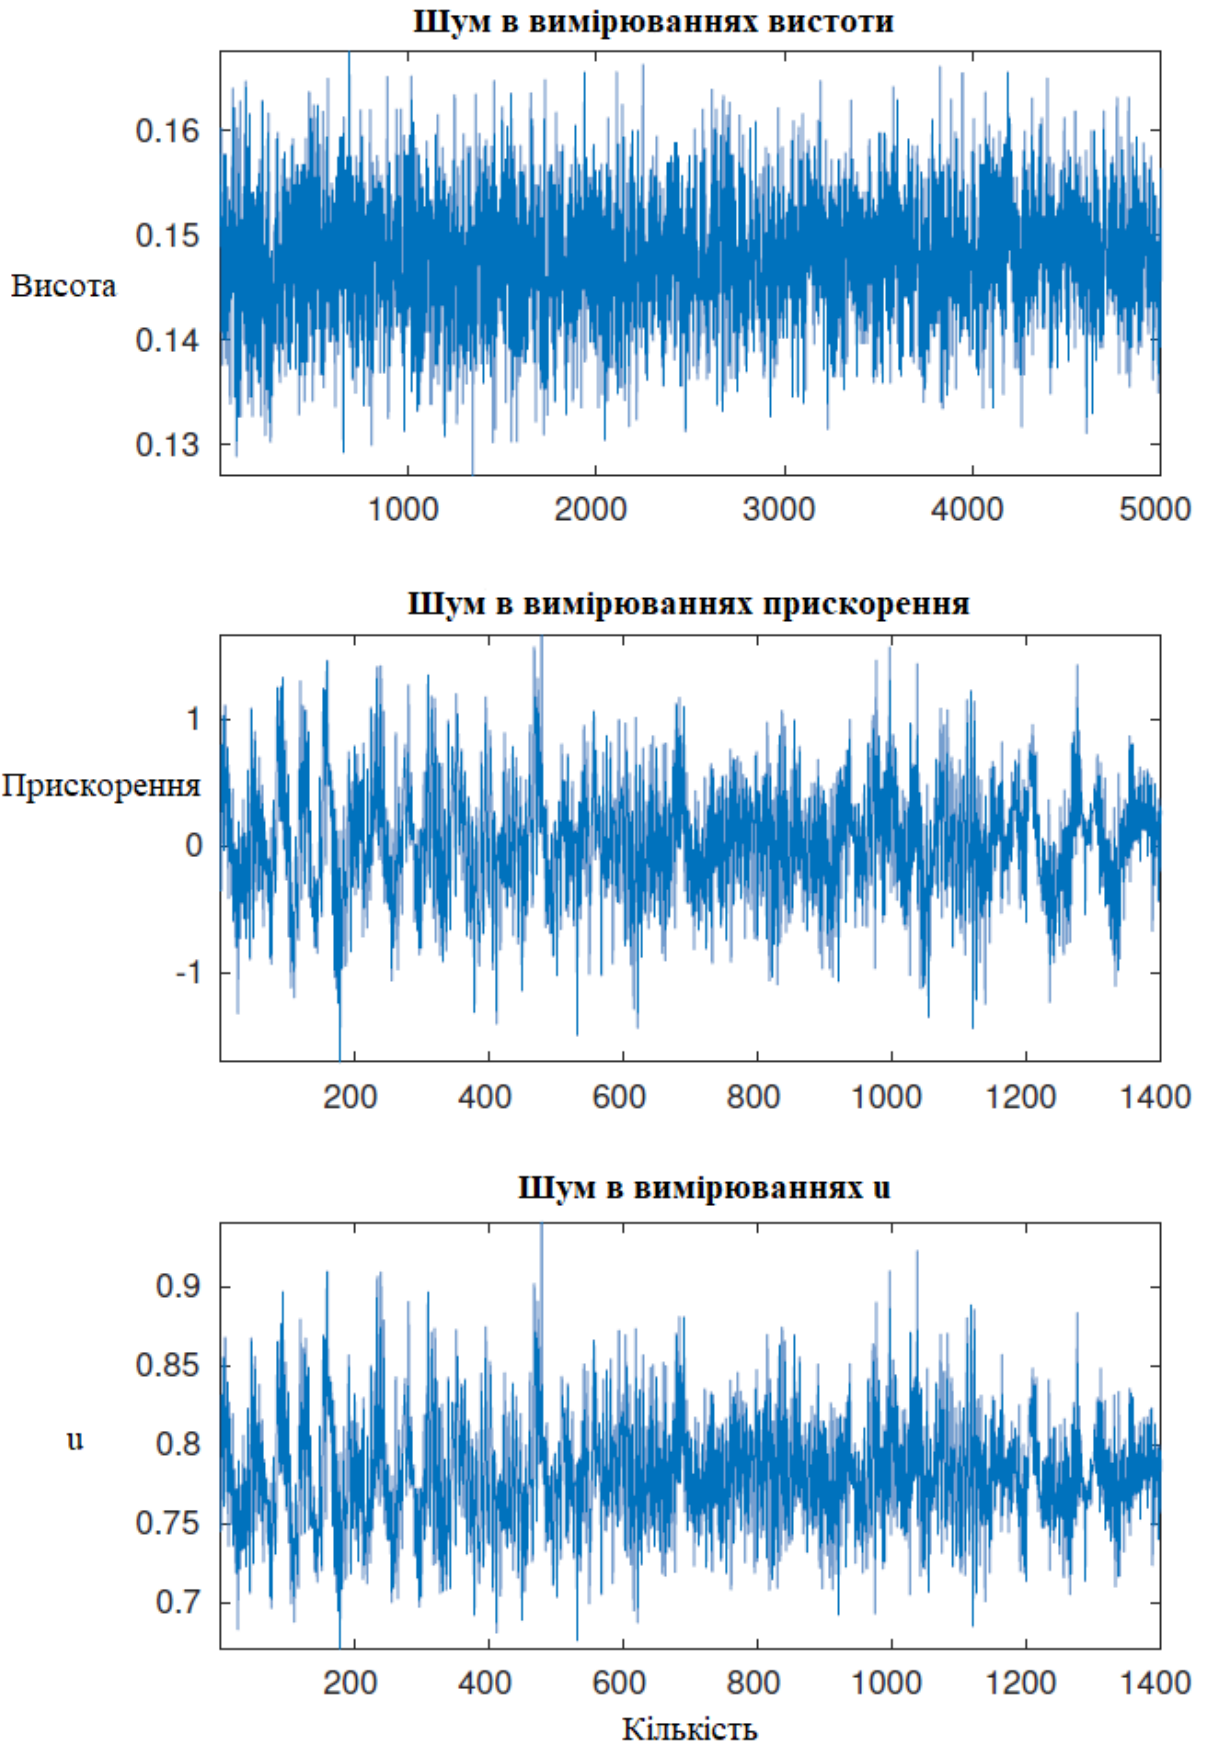 Шум в вимірюваннях вистоти
0.16
0.15
Висота
0.14
0.13
1000 2000 3000 4000 5000
Шум в вимірюваннях прискорення
1
Прискорення
0
-1
200 400 600 800 1000 1200 1400
Шум в вимірюваннях u
0.9
0.85
u 0.8
0.75
0.7
200 400 600 800 1000 1200 1400
Кількість